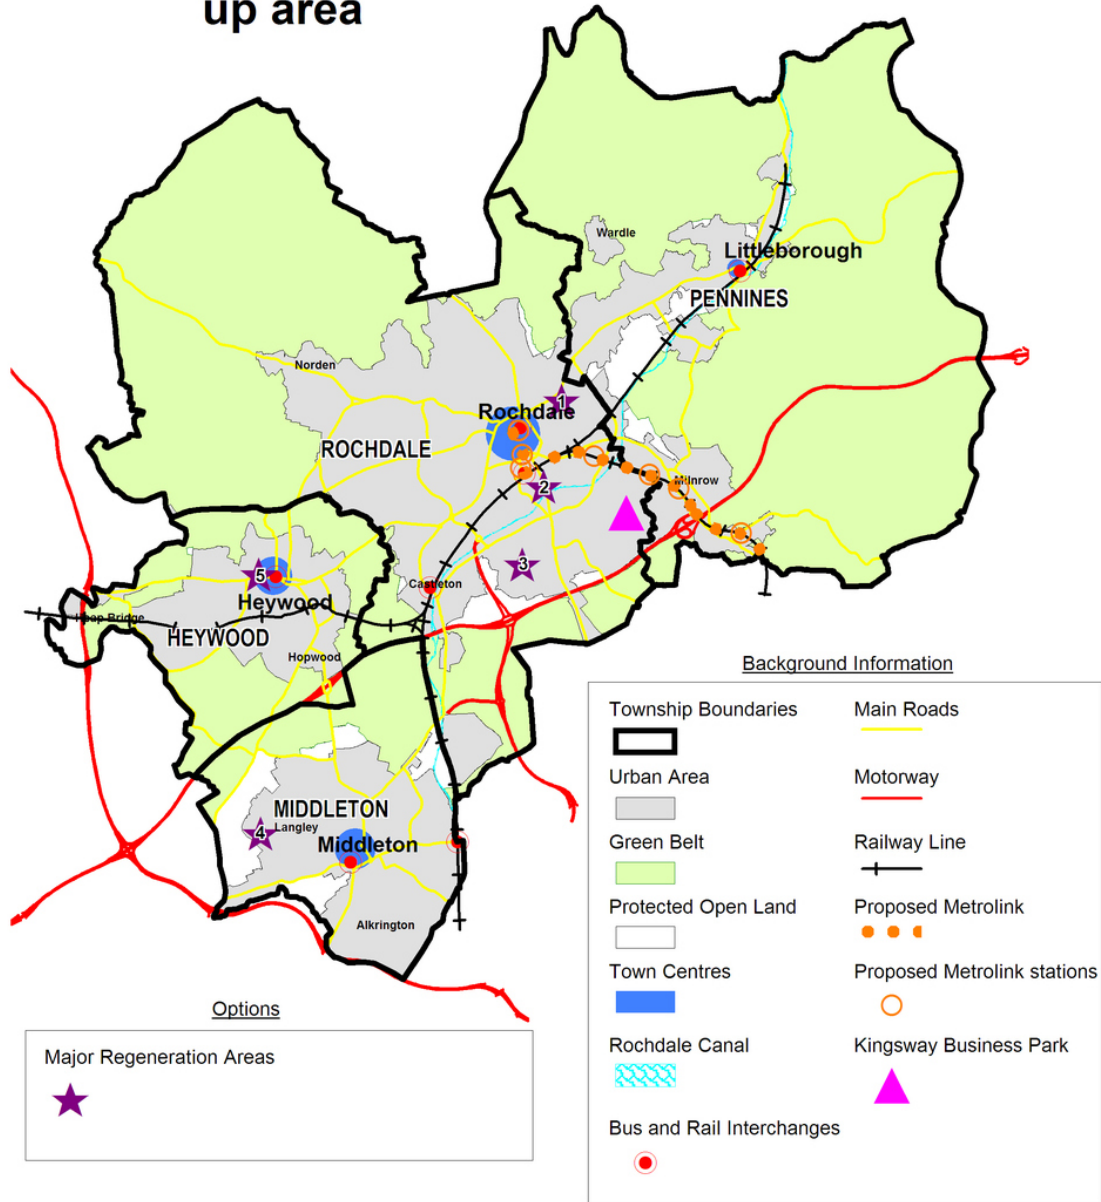 up area
Wardle
Littleborough
PENNINES
Norden
Rochdale
1
ROCHDALE
Milnrow
2
3
5
Castleton
Heywood
Heap Bridge
HEYWOOD
Hopwood
MIDDLETON
4
Langley
Middleton
Alkrington
Background Information
Township Boundaries
Main Roads
Urban Area
Motorway
Green Belt
Railway Line
Protected Open Land
Proposed Metrolink
Town Centres
Proposed Metrolink stations
Rochdale Canal
Kingsway Business Park
Bus and Rail Interchanges
Options
Major Regeneration Areas